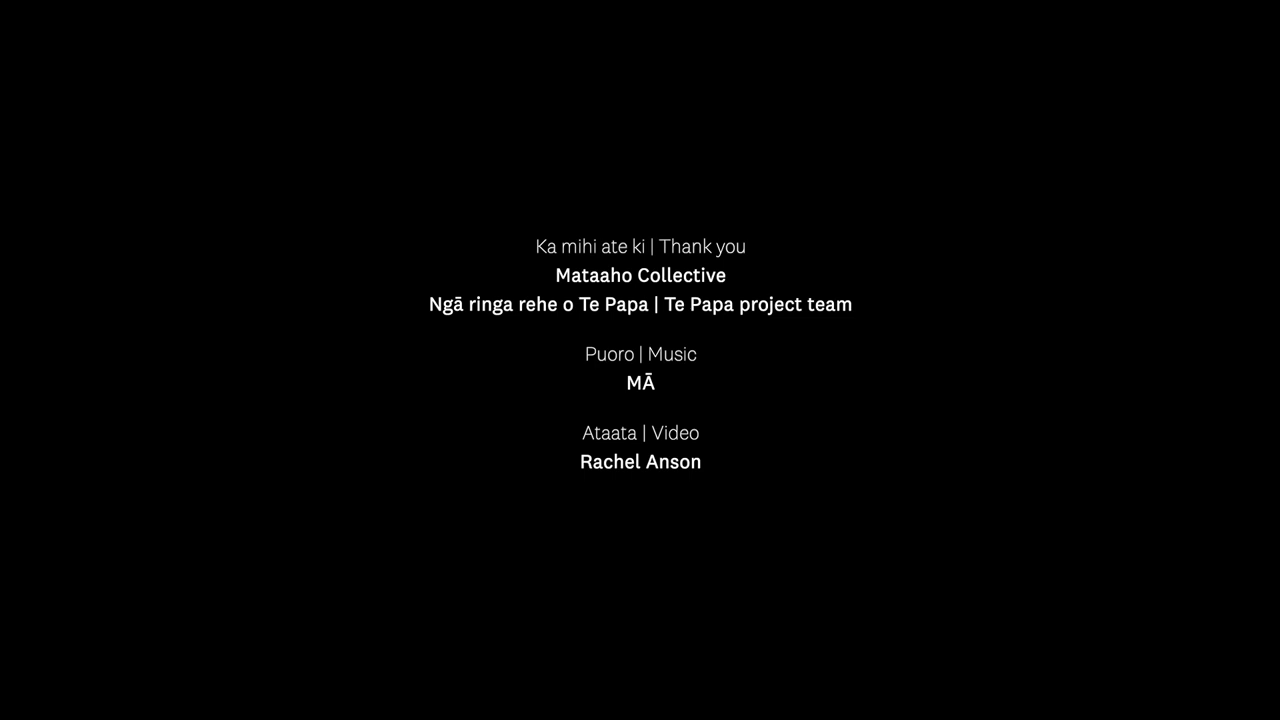 Ka mihi ate ki | Thank you
Mataaho Collective
Ngā ringa rehe o Te Papa | Te Papa project team
Puoro | Music
MĀ
Ataata | Video
Rachel Anson